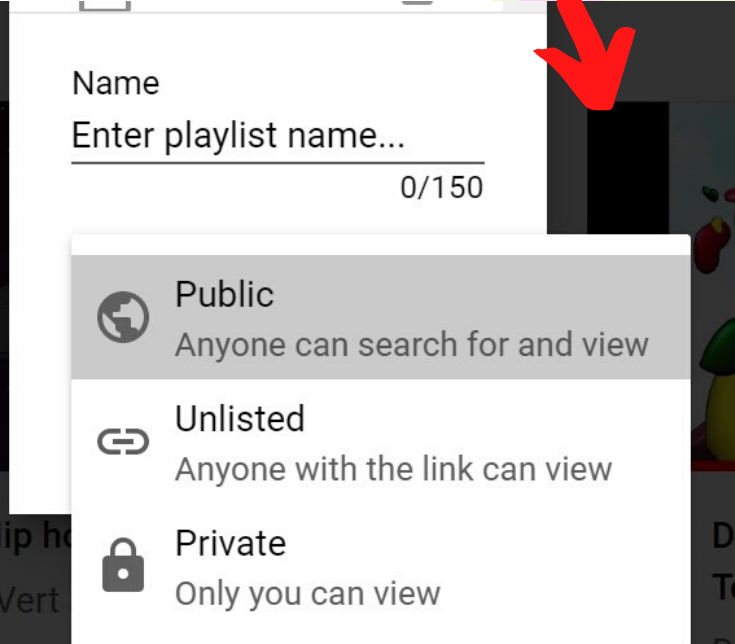 Name
Enter playlist name...
0/150
Public
Anyone can search for and view
Unlisted
Anyone with the link can view
Private
Only you can view
Vert